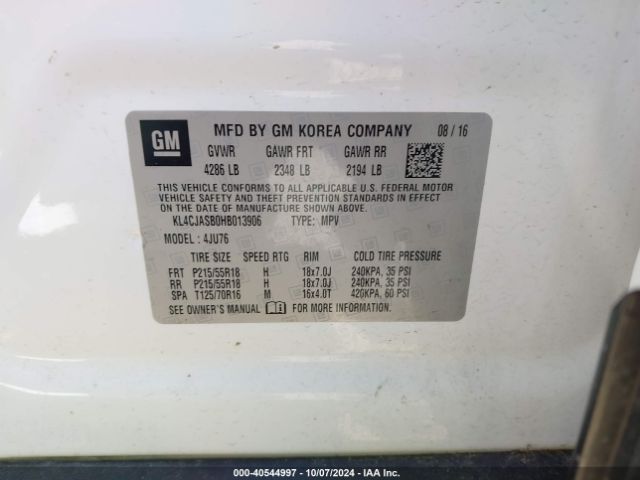 GM
MFD BY GM KOREA COMPANY 08 / 16
GVWR GAWR FRT GAWR RR
4286 LB 2348 LB 2194 LB
THIS VEHICLE CONFORMS TO ALL APPLICABLE U.S. FEDERAL MOTOR
VEHICLE SAFETY AND THEFT PREVENTION STANDARDS IN EFFECT
ON THE DATE OF MANUFACTURE SHOWN ABOVE.
KL4CJASB0HB013906 TYPE: MPV
MODEL : 4JU76
TIRE SIZE SPEED RTG RIM COLD TIRE PRESSURE
FRT P215/55R18 H 18x7.0J 240KPA, 35 PSI
RR P215/55R18 H 18x7.0J 240KPA, 35 PSI
SPA T125/70R16 M 16x4.0T 420KPA, 60 PSI
SEE OWNER'S MANUAL FOR MORE INFORMATION.
000-40544997 - 10/07/2024 - IAA Inc.